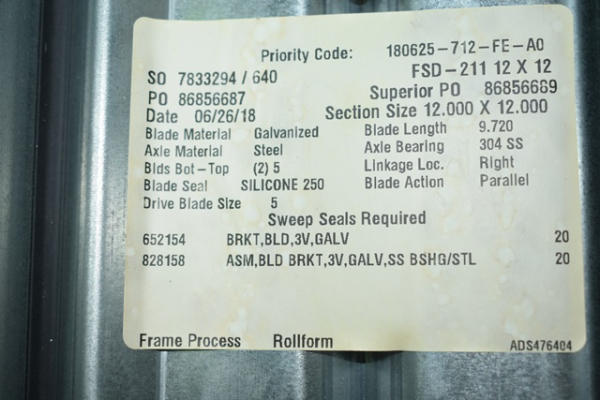 Priority Code: 180625-712-FE-A0
SO 7833294 / 640 FSD-211 12 X 12
PO 86856687 Superior PO 86856689
Date 06/26/18 Section Size 12.000 X 12.000
Blade Material Galvanized Blade Length 9.720
Axle Material Steel Axle Bearing 304 SS
Blds Bot-Top (2) 5 Linkage Loc. Right
Blade Seal SILICONE 250 Blade Action Parallel
Drive Blade Size 5
Sweep Seals Required
652154 BRKT,BLD,3V,GALV 20
828158 ASM,BLD BRKT,3V,GALV,SS BSHG/STL 20
Frame Process Rollform ADS476404